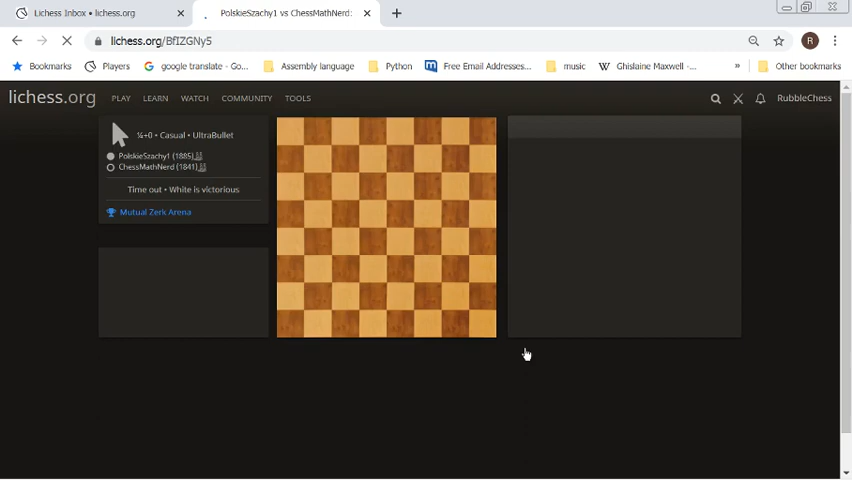 Lichess Inbox • lichess.org
PolskieSzachy1 vs ChessMathNerd:
lichess.org/BfIZGNy5
R
Bookmarks Players google translate - Go... Assembly language Python Free Email Addresses... music W Ghislaine Maxwell -... » Other bookmarks
lichess.org PLAY LEARN WATCH COMMUNITY TOOLS RubbleChess
¼+0 • Casual • UltraBullet
PolskieSzachy1 (1885)
ChessMathNerd (1841)
Time out • White is victorious
Mutual Zerk Arena